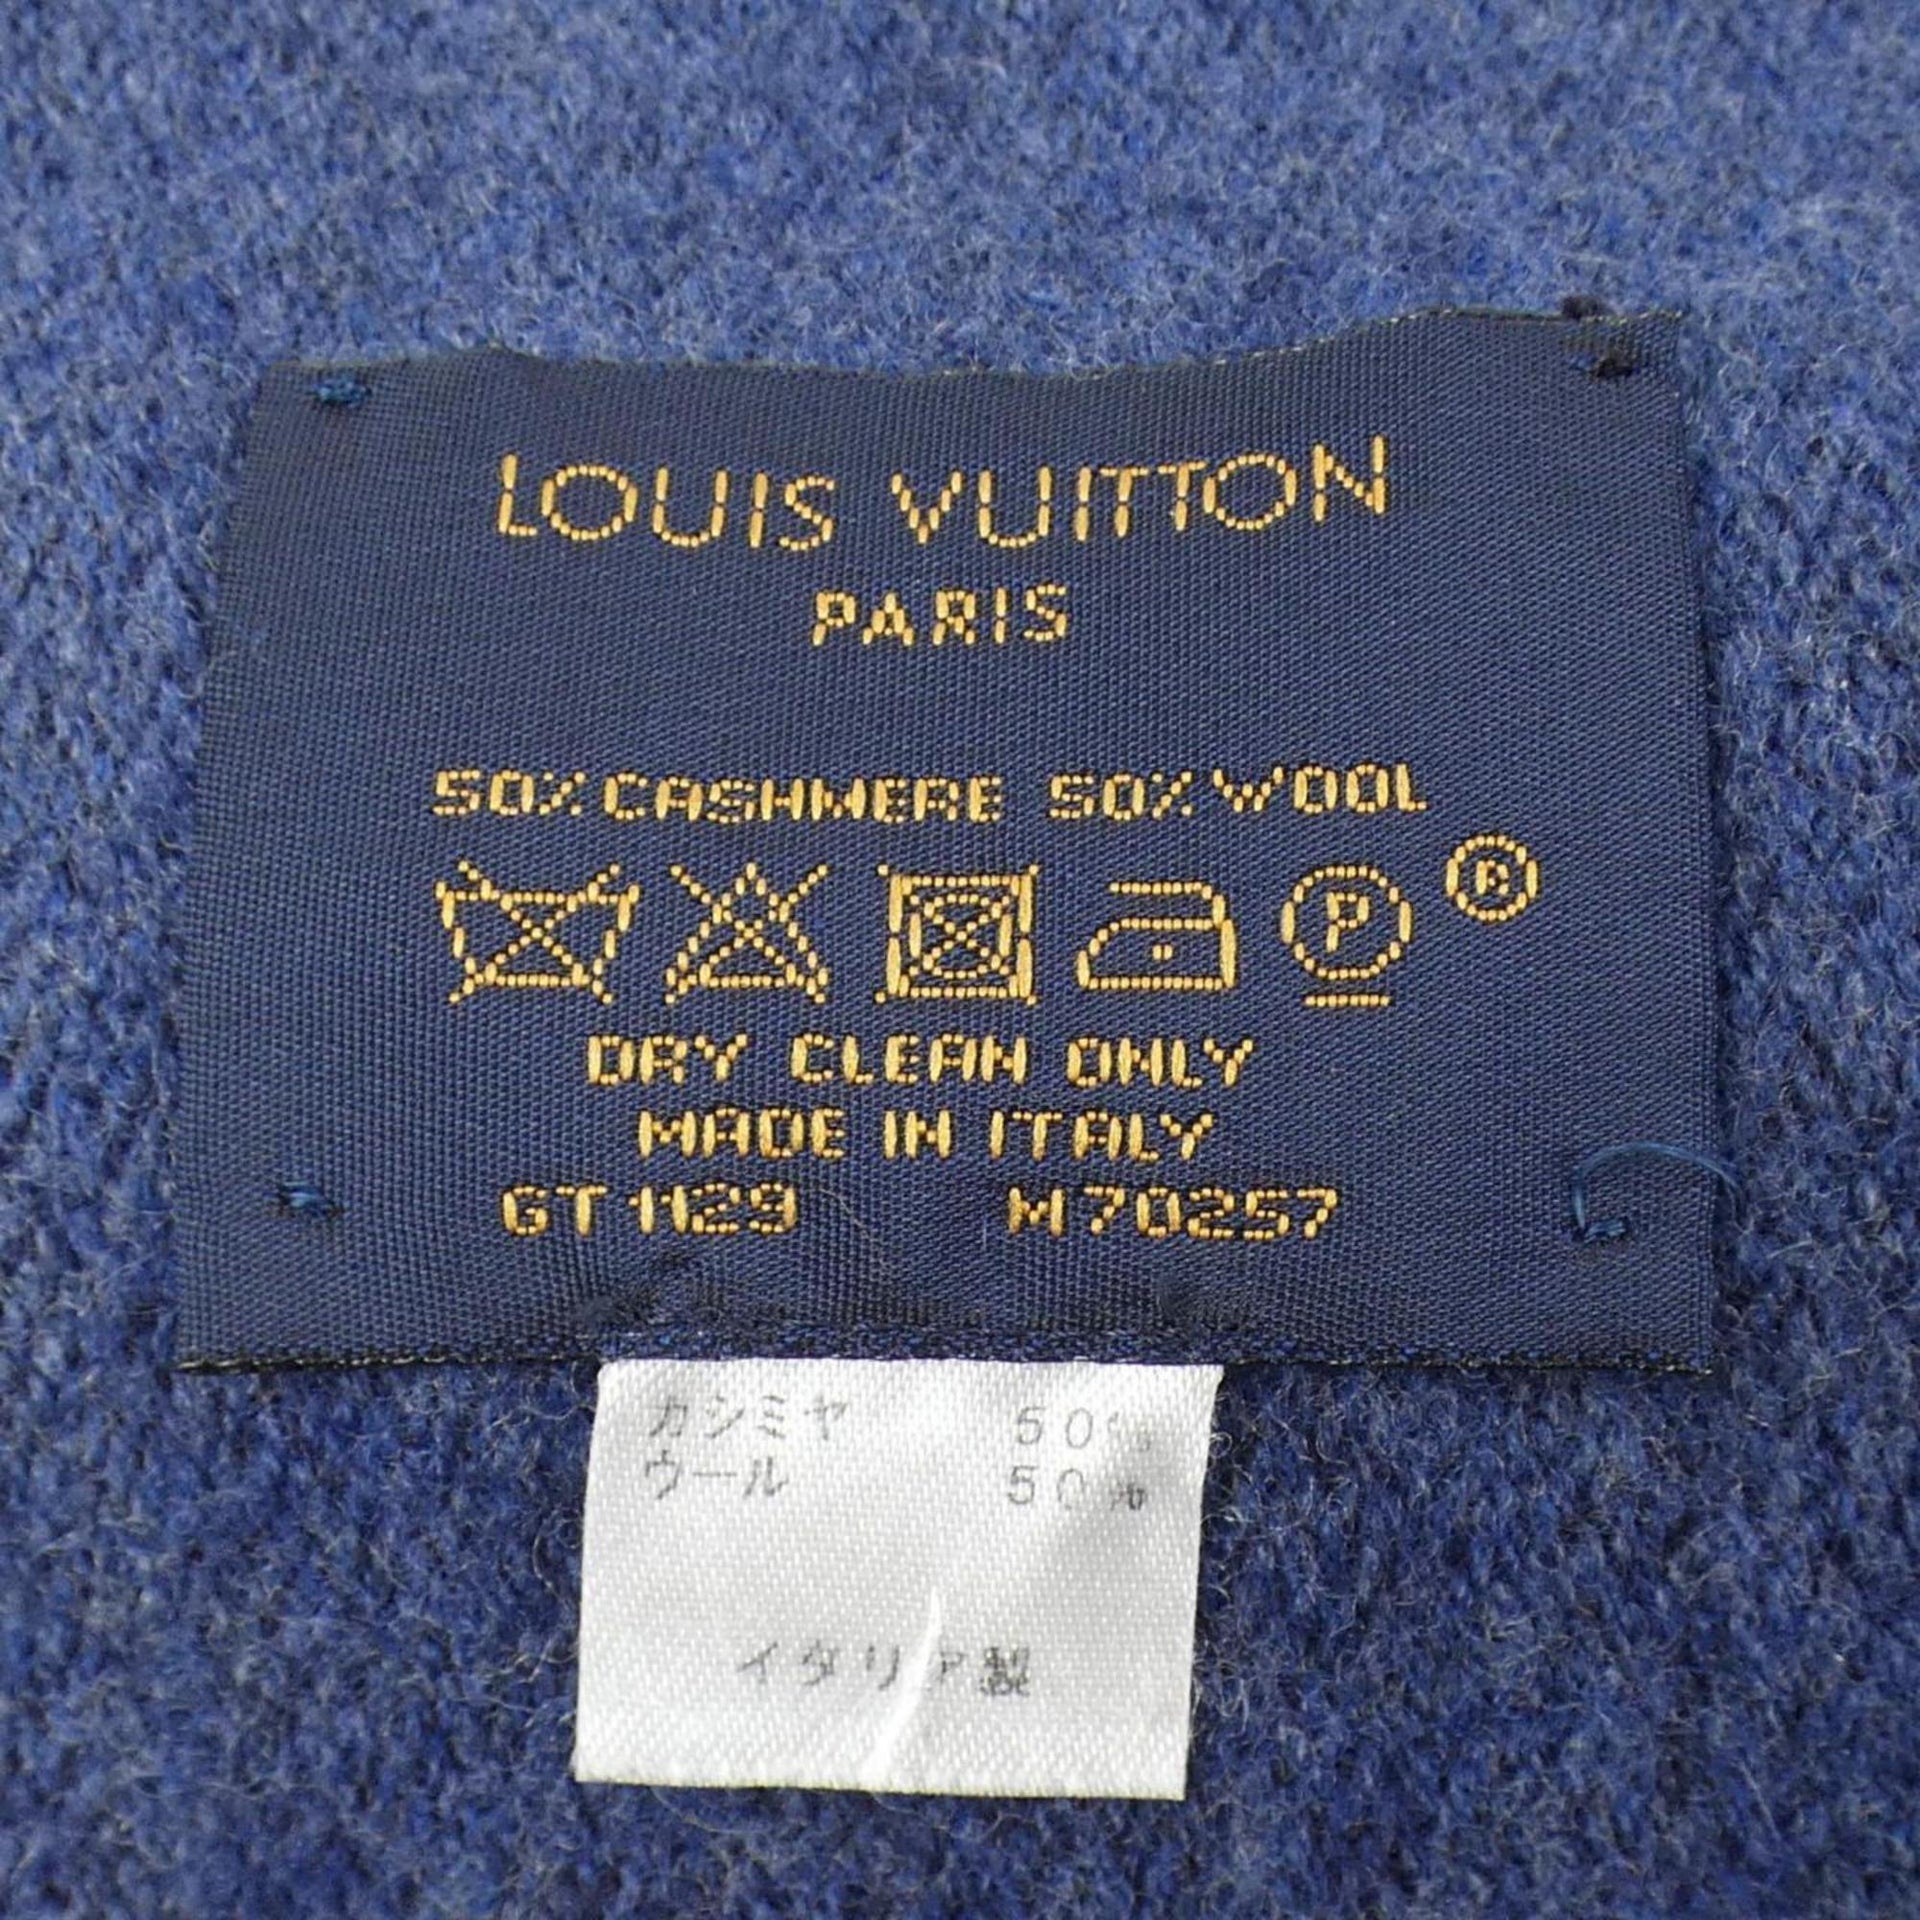 LOUIS VUITTON
PARIS
50% CASHMERE 50% WOOL
P ®
DRY CLEAN ONLY
MADE IN ITALY
GT1129 M70257
カシミヤ 50%
ウール 50%
イタリア製